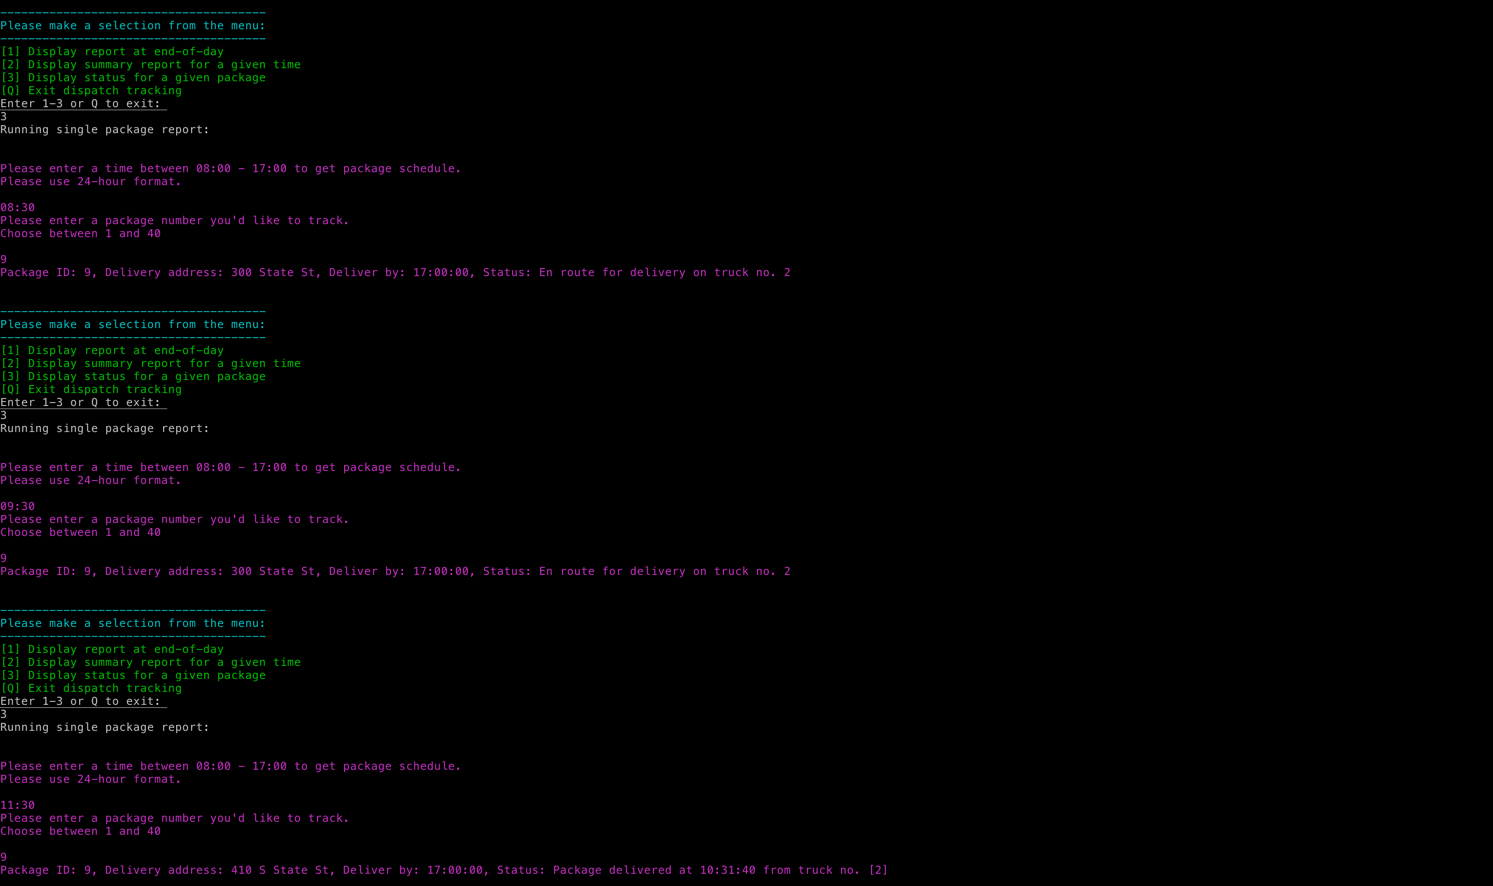 --------------------------------------
Please make a selection from the menu:
--------------------------------------
[1] Display report at end-of-day
[2] Display summary report for a given time
[3] Display status for a given package
[Q] Exit dispatch tracking
Enter 1-3 or Q to exit:
3
Running single package report:
Please enter a time between 08:00 - 17:00 to get package schedule.
Please use 24-hour format.
08:30
Please enter a package number you'd like to track.
Choose between 1 and 40
9
Package ID: 9, Delivery address: 300 State St, Deliver by: 17:00:00, Status: En route for delivery on truck no. 2
--------------------------------------
Please make a selection from the menu:
--------------------------------------
[1] Display report at end-of-day
[2] Display summary report for a given time
[3] Display status for a given package
[Q] Exit dispatch tracking
Enter 1-3 or Q to exit:
3
Running single package report:
Please enter a time between 08:00 - 17:00 to get package schedule.
Please use 24-hour format.
09:30
Please enter a package number you'd like to track.
Choose between 1 and 40
9
Package ID: 9, Delivery address: 300 State St, Deliver by: 17:00:00, Status: En route for delivery on truck no. 2
--------------------------------------
Please make a selection from the menu:
--------------------------------------
[1] Display report at end-of-day
[2] Display summary report for a given time
[3] Display status for a given package
[Q] Exit dispatch tracking
Enter 1-3 or Q to exit:
3
Running single package report:
Please enter a time between 08:00 - 17:00 to get package schedule.
Please use 24-hour format.
11:30
Please enter a package number you'd like to track.
Choose between 1 and 40
9
Package ID: 9, Delivery address: 410 S State St, Deliver by: 17:00:00, Status: Package delivered at 10:31:40 from truck no. [2]